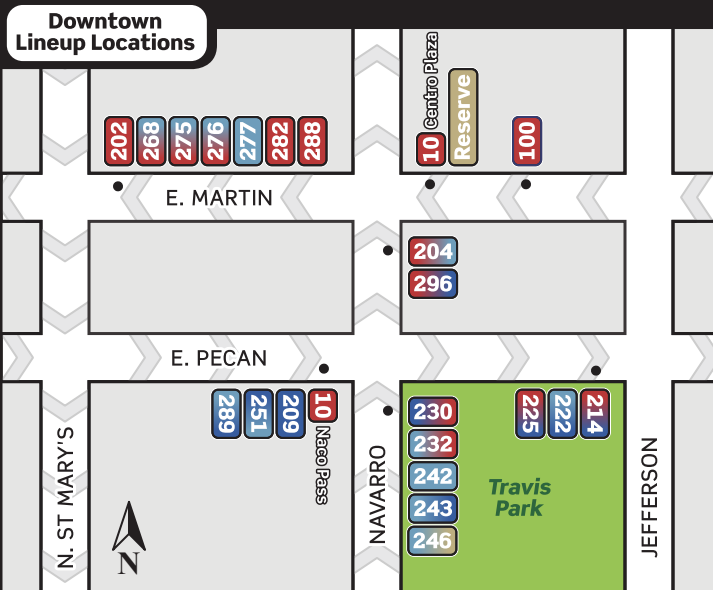 Downtown
Lineup Locations
202
268
275
276
277
282
288
10
Centro Plaza
Reserve
100
E. MARTIN
204
296
E. PECAN
289
251
209
10
Naco Pass
230
232
242
243
246
225
222
214
Travis
Park
N. ST MARY'S
NAVARRO
JEFFERSON
N